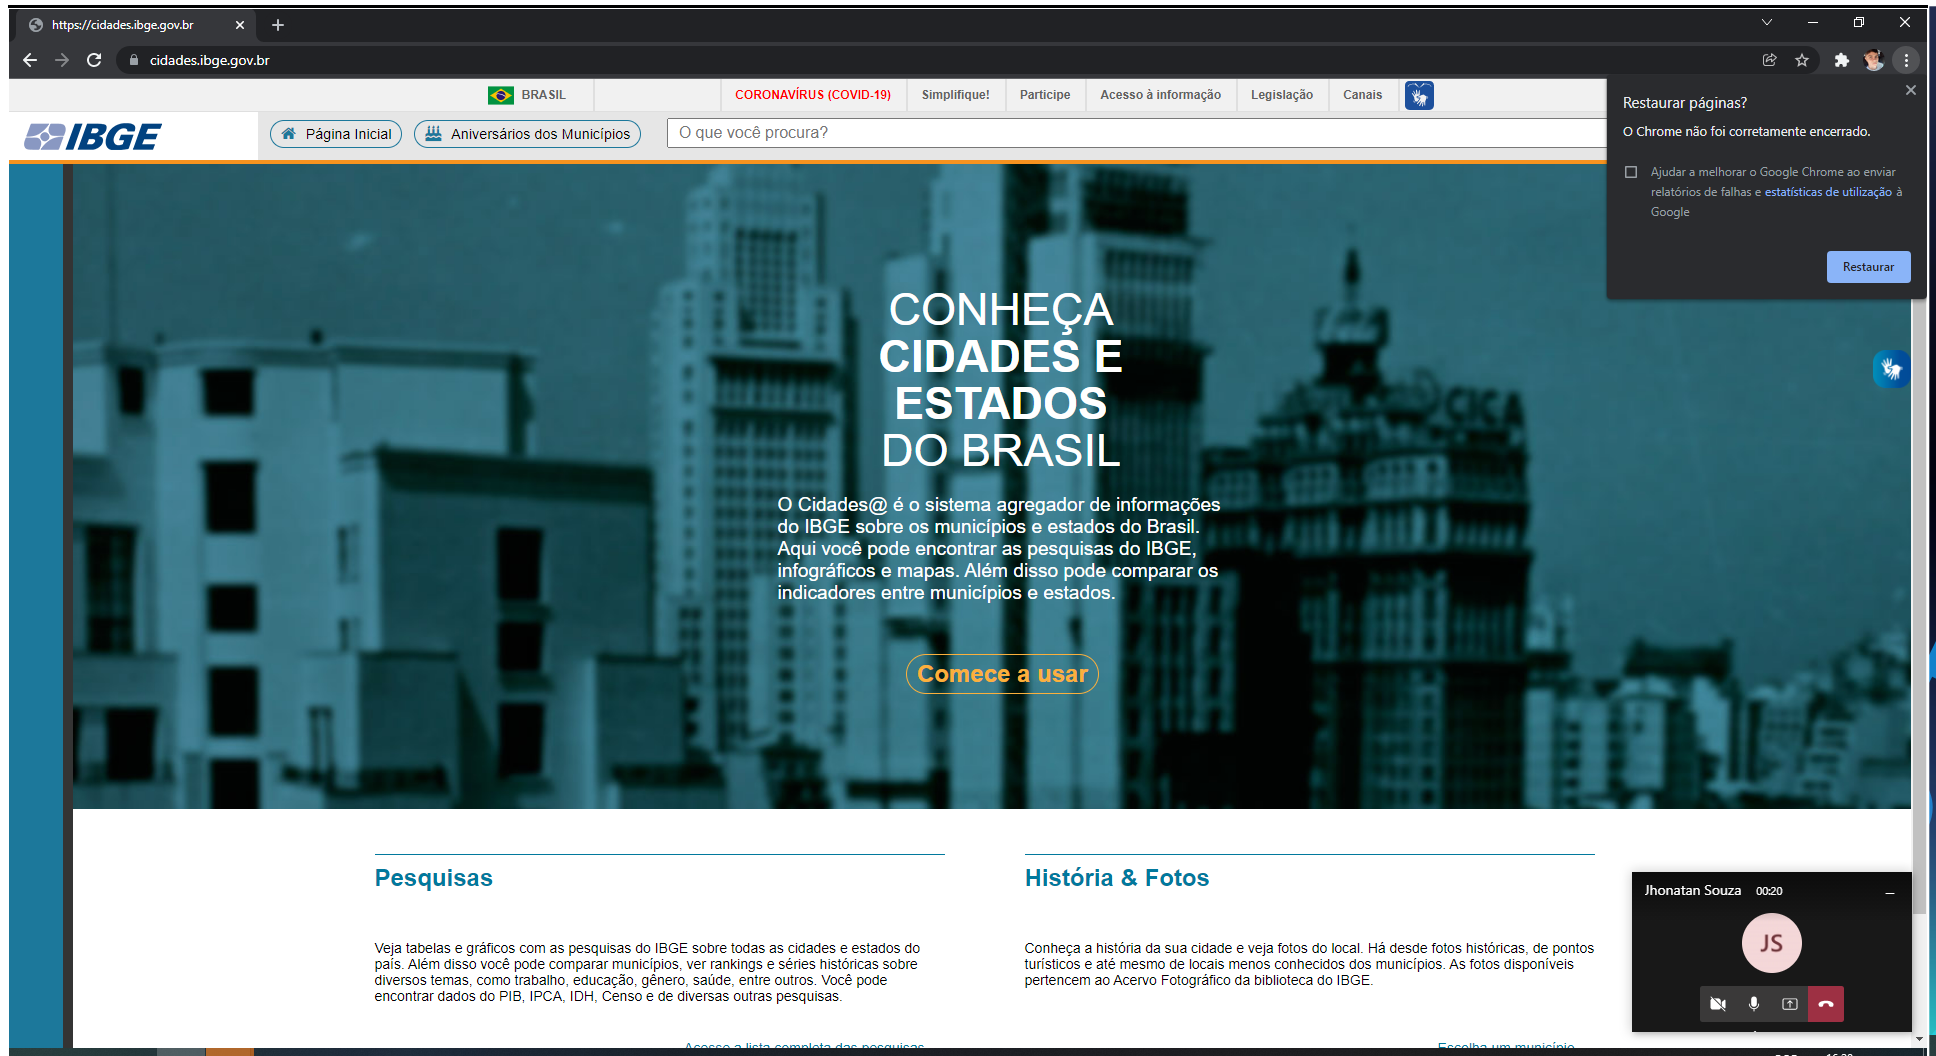 https://cidades.ibge.gov.br
cidades.ibge.gov.br
BRASIL
CORONAVÍRUS (COVID-19)
Simplifique!
Participe
Acesso à informação
Legislação
Canais
IBGE
Página Inicial
Aniversários dos Municípios
O que você procura?
Restaurar páginas?
O Chrome não foi corretamente encerrado.
Ajudar a melhorar o Google Chrome ao enviar
relatórios de falhas e estatísticas de utilização à
Google
Restaurar
CONHEÇA
CIDADES E
ESTADOS
DO BRASIL
CICA
O Cidades@ é o sistema agregador de informações
do IBGE sobre os municípios e estados do Brasil.
Aqui você pode encontrar as pesquisas do IBGE,
infográficos e mapas. Além disso pode comparar os
indicadores entre municípios e estados.
Comece a usar
Pesquisas
Veja tabelas e gráficos com as pesquisas do IBGE sobre todas as cidades e estados do
país. Além disso você pode comparar municípios, ver rankings e séries históricas sobre
diversos temas, como trabalho, educação, gênero, saúde, entre outros. Você pode
encontrar dados do PIB, IPCA, IDH, Censo e de diversas outras pesquisas.
Acesse a lista completa das pesquisas
História & Fotos
Conheça a história da sua cidade e veja fotos do local. Há desde fotos históricas, de pontos
turísticos e até mesmo de locais menos conhecidos dos municípios. As fotos disponíveis
pertencem ao Acervo Fotográfico da biblioteca do IBGE.
Escolha um município
Jhonatan Souza 00:20
JS